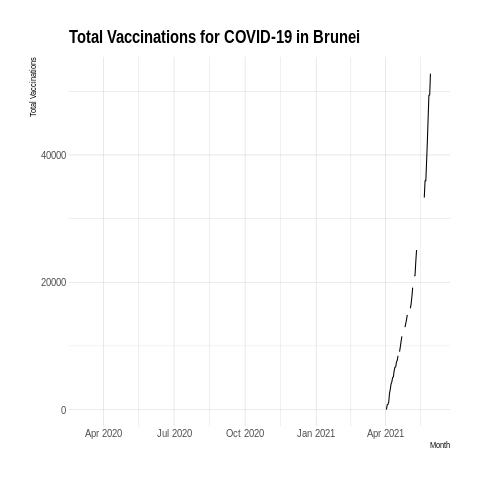 Total Vaccinations for COVID-19 in Brunei
Total Vaccinations
40000
20000
0
Apr 2020
Jul 2020
Oct 2020
Jan 2021
Apr 2021
Month